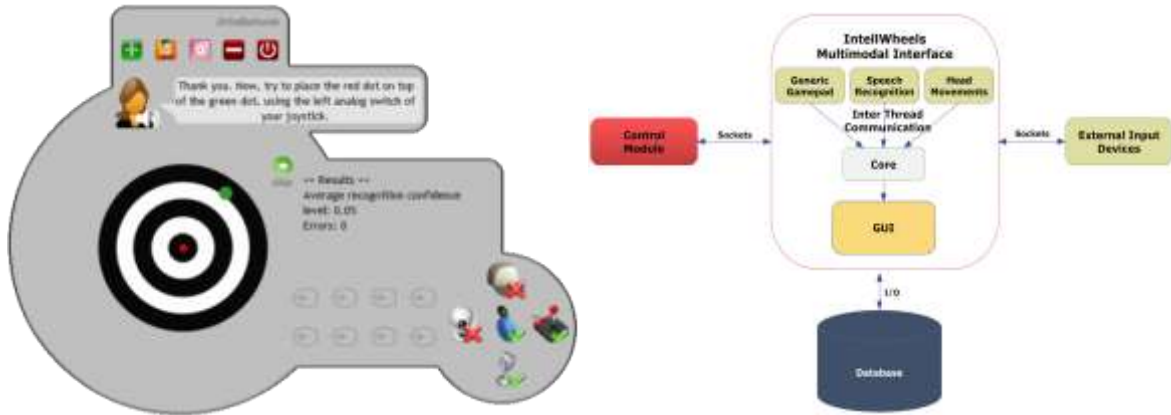 Thank you. Now, try to place the red dot on top
of the green dot, using the left analog switch of
your joystick.
== Results ==
Average recognition confidence
level: 0.05
Errors: 0
IntellWheels
Multimodal Interface
Generic
Gamepad
Speech
Recognition
Head
Movements
Inter Thread
Communication
Core
GUI
Control
Module
Sockets
Sockets
External Input
Devices
I/O
Database